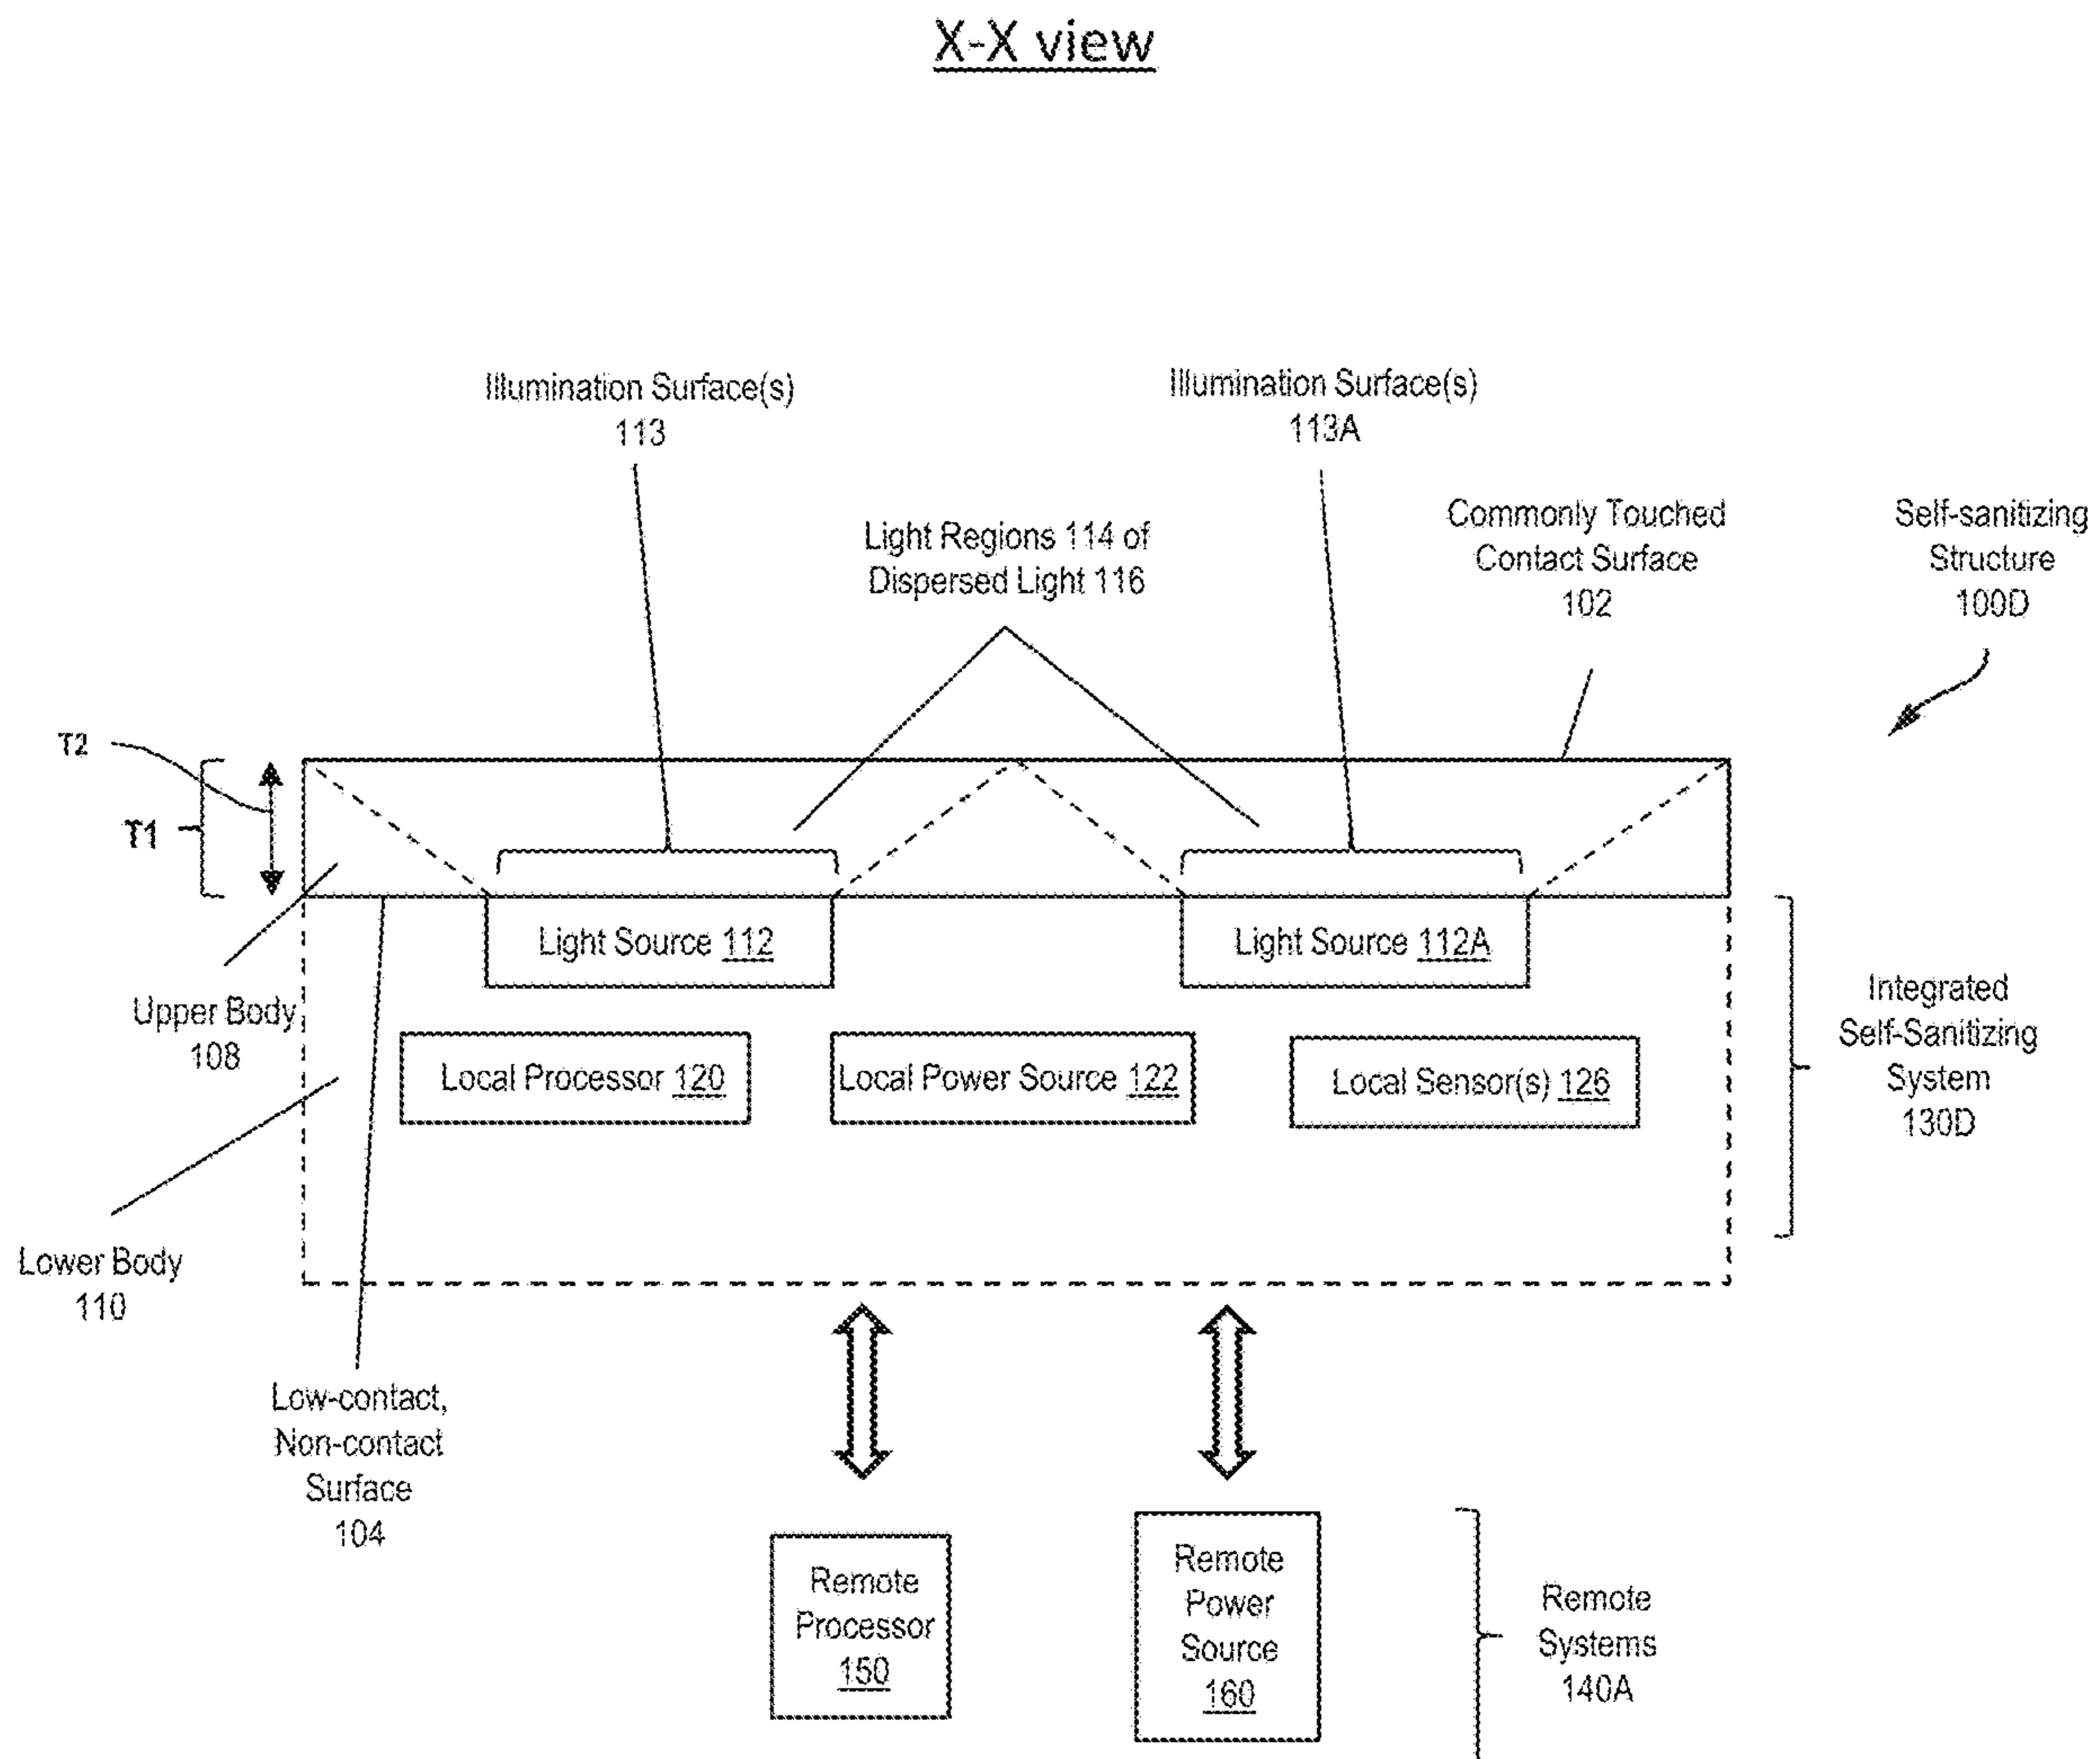 X-X view
Illumination Surface(s)
113
Illumination Surface(s)
113A
Light Regions 114 of
Dispersed Light 116
Commonly Touched
Contact Surface
102
Self-sanitizing
Structure
100D
T2
T1
Light Source 112
Light Source 112A
Upper Body
108
Local Processor 120
Local Power Source 122
Local Sensor(s) 126
Integrated
Self-Sanitizing
System
130D
Lower Body
110
Low-contact,
Non-contact
Surface
104
Remote
Processor
150
Remote
Power
Source
160
Remote
Systems
140A